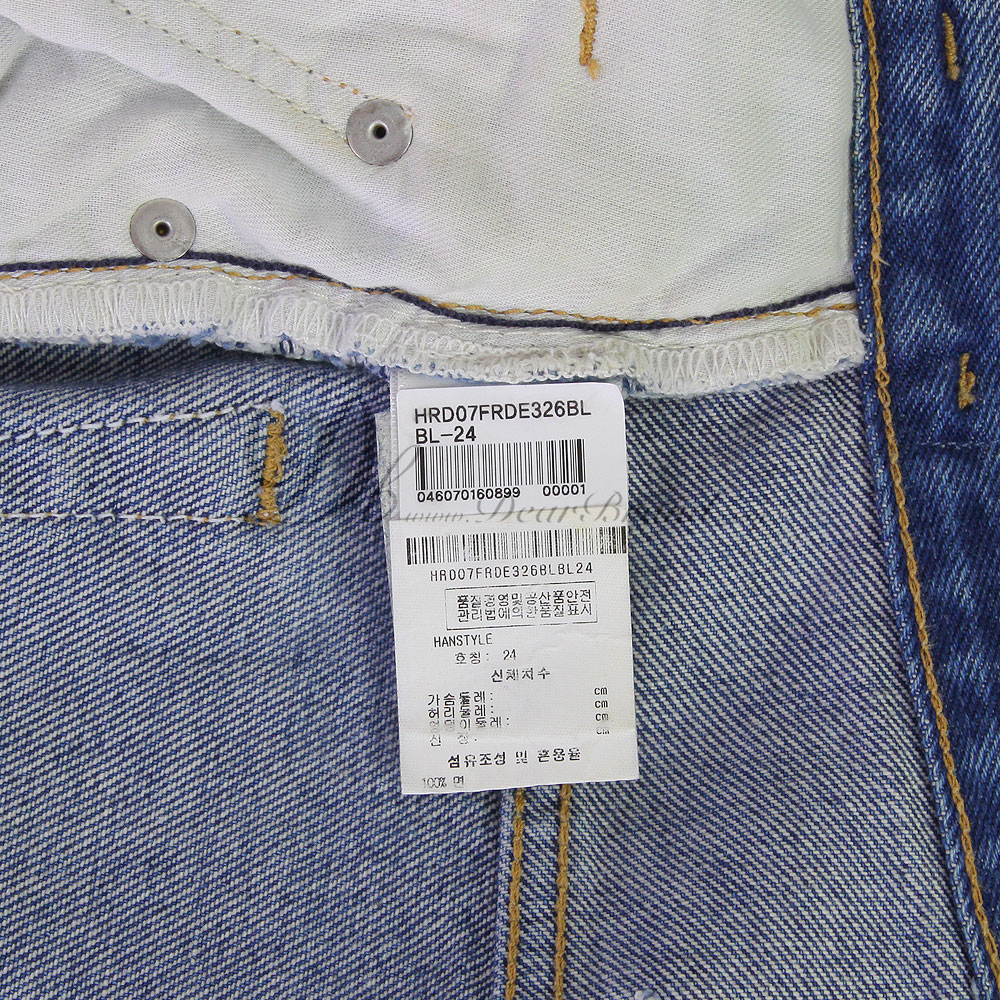 HRD07FRDE326BL
BL-24
046070160899 00001
www.DearB
HRD07FRDE326BLBL24
품질경영및공산품안전
관리법에의한품질표시
HANSTYLE
호칭: 24
신체치수
가슴둘레: cm
허리둘레: cm
엉덩이둘레: cm
신 장: cm
섬유조성 및 혼용율
100% 면